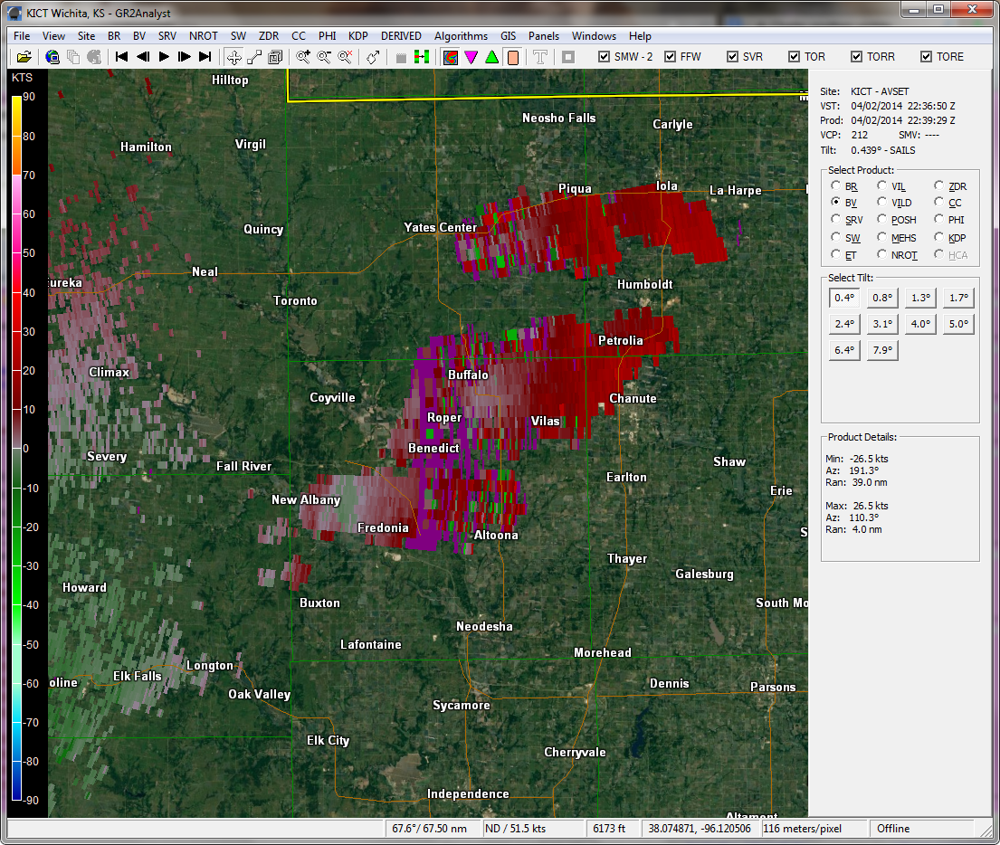 KICT Wichita, KS - GR2Analyst
File View Site BR BV SRV NROT SW ZDR CC PHI KDP DERIVED Algorithms GIS Panels Windows Help
SMW - 2 FFW SVR TOR TORR TORE
KTS
90
80
70
60
50
40
30
20
10
0
-10
-20
-30
-40
-50
-60
-70
-80
-90
Hilltop
Neosho Falls
Carlyle
Hamilton
Virgil
Piqua
Iola
La Harpe
Yates Center
Quincy
Neal
eureka
Toronto
Humboldt
Petrolia
Climax
Buffalo
Coyville
Chanute
Roper
Vilas
Benedict
Severy
Fall River
Shaw
Earlton
Erie
New Albany
Fredonia
Altoona
S
Thayer
Galesburg
Howard
Buxton
South Mo
Neodesha
Lafontaine
Morehead
Longton
Elk Falls
oline
Dennis
Parsons
Oak Valley
Sycamore
Elk City
Cherryvale
Independence
Altamont
Site: KICT - AVSET
VST: 04/02/2014 22:36:50 Z
Prod: 04/02/2014 22:39:29 Z
VCP: 212 SMV: ----
Tilt: 0.439° - SAILS
Select Product:
BR VIL ZDR
BV VILD CC
SRV POSH PHI
SW MEHS KDP
ET NROT HCA
Select Tilt:
0.4° 0.8° 1.3° 1.7°
2.4° 3.1° 4.0° 5.0°
6.4° 7.9°
Product Details:
Min: -26.5 kts
Az: 191.3°
Ran: 39.0 nm
Max: 26.5 kts
Az: 110.3°
Ran: 4.0 nm
67.6°/ 67.50 nm ND / 51.5 kts 6173 ft 38.074871, -96.120506 116 meters/pixel Offline